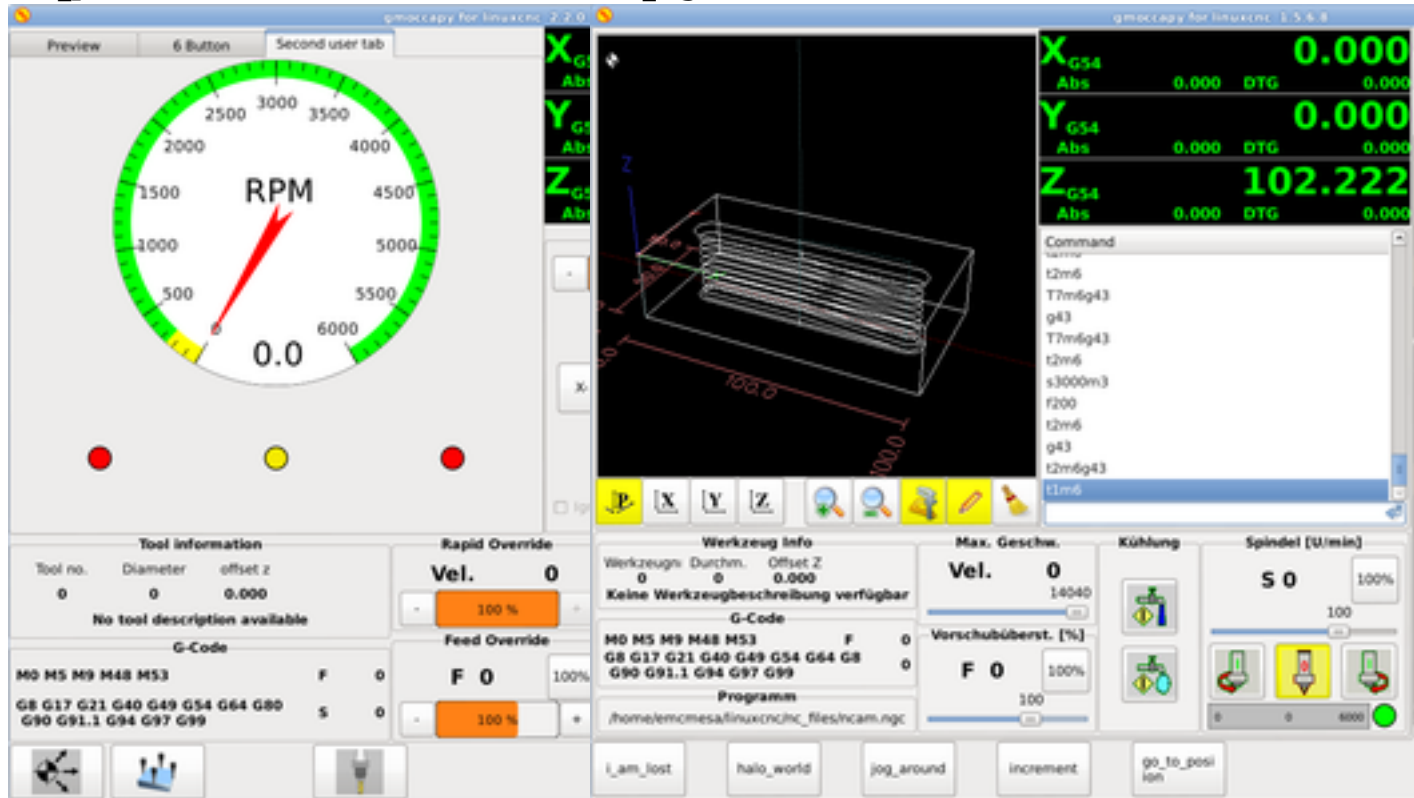 gmoccapy for linuxcnc 2.2.0
Preview
6 Button
Second user tab
3000
2500
3500
2000
4000
1500
RPM
4500
1000
5000
500
5500
0
6000
0.0
X
Abs
Y
Abs
Z
Abs
-
X-
Tool information
Tool no. Diameter offset z
0 0 0.000
No tool description available
G-Code
M0 M5 M9 M48 M53 F 0
G8 G17 G21 G40 G49 G54 G64 G80
G90 G91.1 G94 G97 G99
S 0
Rapid Override
Vel. 0
- 100 % +
Feed Override
F 0 100%
- 100 % +
gmoccapy for linuxcnc 1.5.6.8
Z
100.0
X G54 0.000
Abs 0.000 DTG 0.000
Y G54 0.000
Abs 0.000 DTG 0.000
Z G54 102.222
Abs 0.000 DTG 0.000
Command
t2m6
T7m6g43
g43
T7m6g43
t2m6
s3000m3
f200
t2m6
g43
t2m6g43
t1m6
P X Y Z
Werkzeug Info
Werkzeugn Durchm. Offset Z
0 0 0.000
Keine Werkzeugbeschreibung verfügbar
G-Code
M0 M5 M9 M48 M53 F 0
G8 G17 G21 G40 G49 G54 G64 G8 0
G90 G91.1 G94 G97 G99
Programm
/home/emcmesa/linuxcnc/nc_files/ncam.ngc
Max. Geschw.
Vel. 0
14040
Vorschubüberst. [%]
F 0 100%
100
Kühlung
Spindel [U/min]
S 0 100%
100
0 0 6000
i_am_lost
halo_world
jog_around
increment
go_to_posi
ion